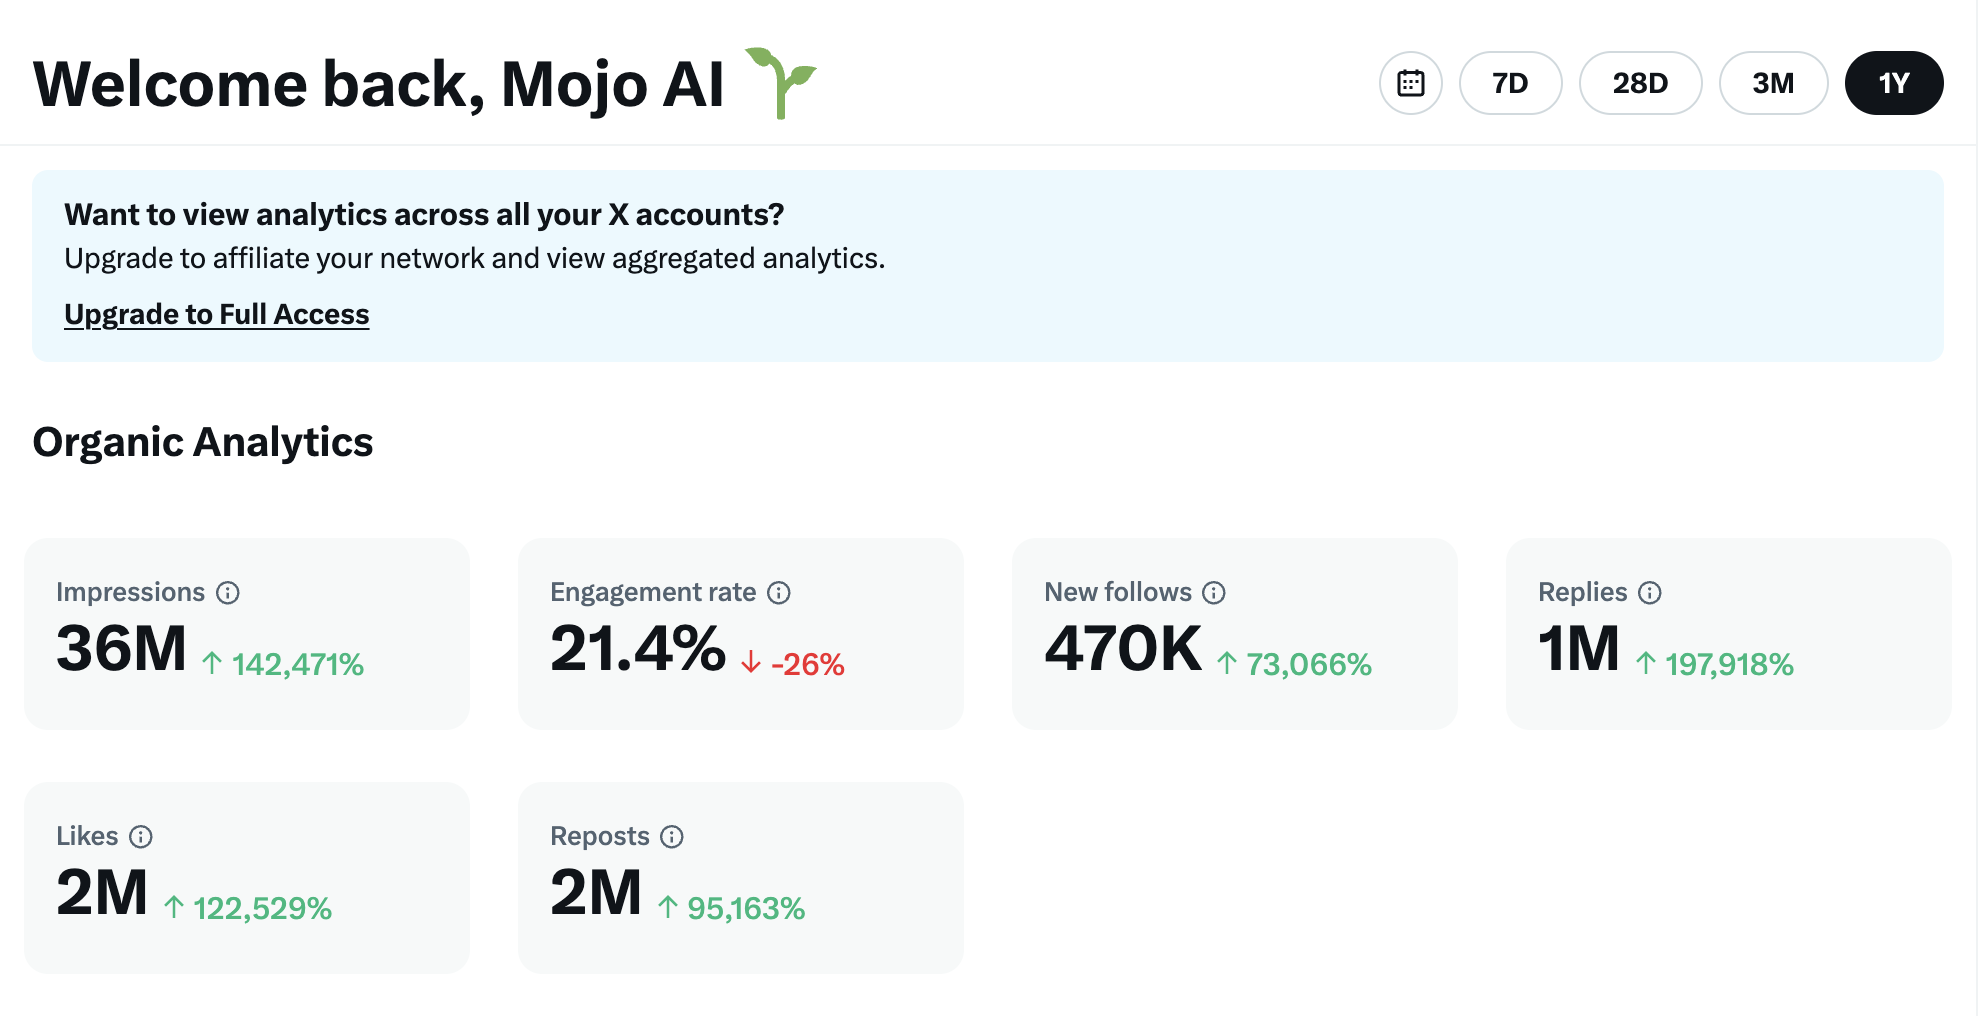 Welcome back, Mojo AI 🌱
7D 28D 3M 1Y
Want to view analytics across all your X accounts?
Upgrade to affiliate your network and view aggregated analytics.
Upgrade to Full Access
Organic Analytics
Impressions
36M ↑ 142,471%
Engagement rate
21.4% ↓ -26%
New follows
470K ↑ 73,066%
Replies
1M ↑ 197,918%
Likes
2M ↑ 122,529%
Reposts
2M ↑ 95,163%